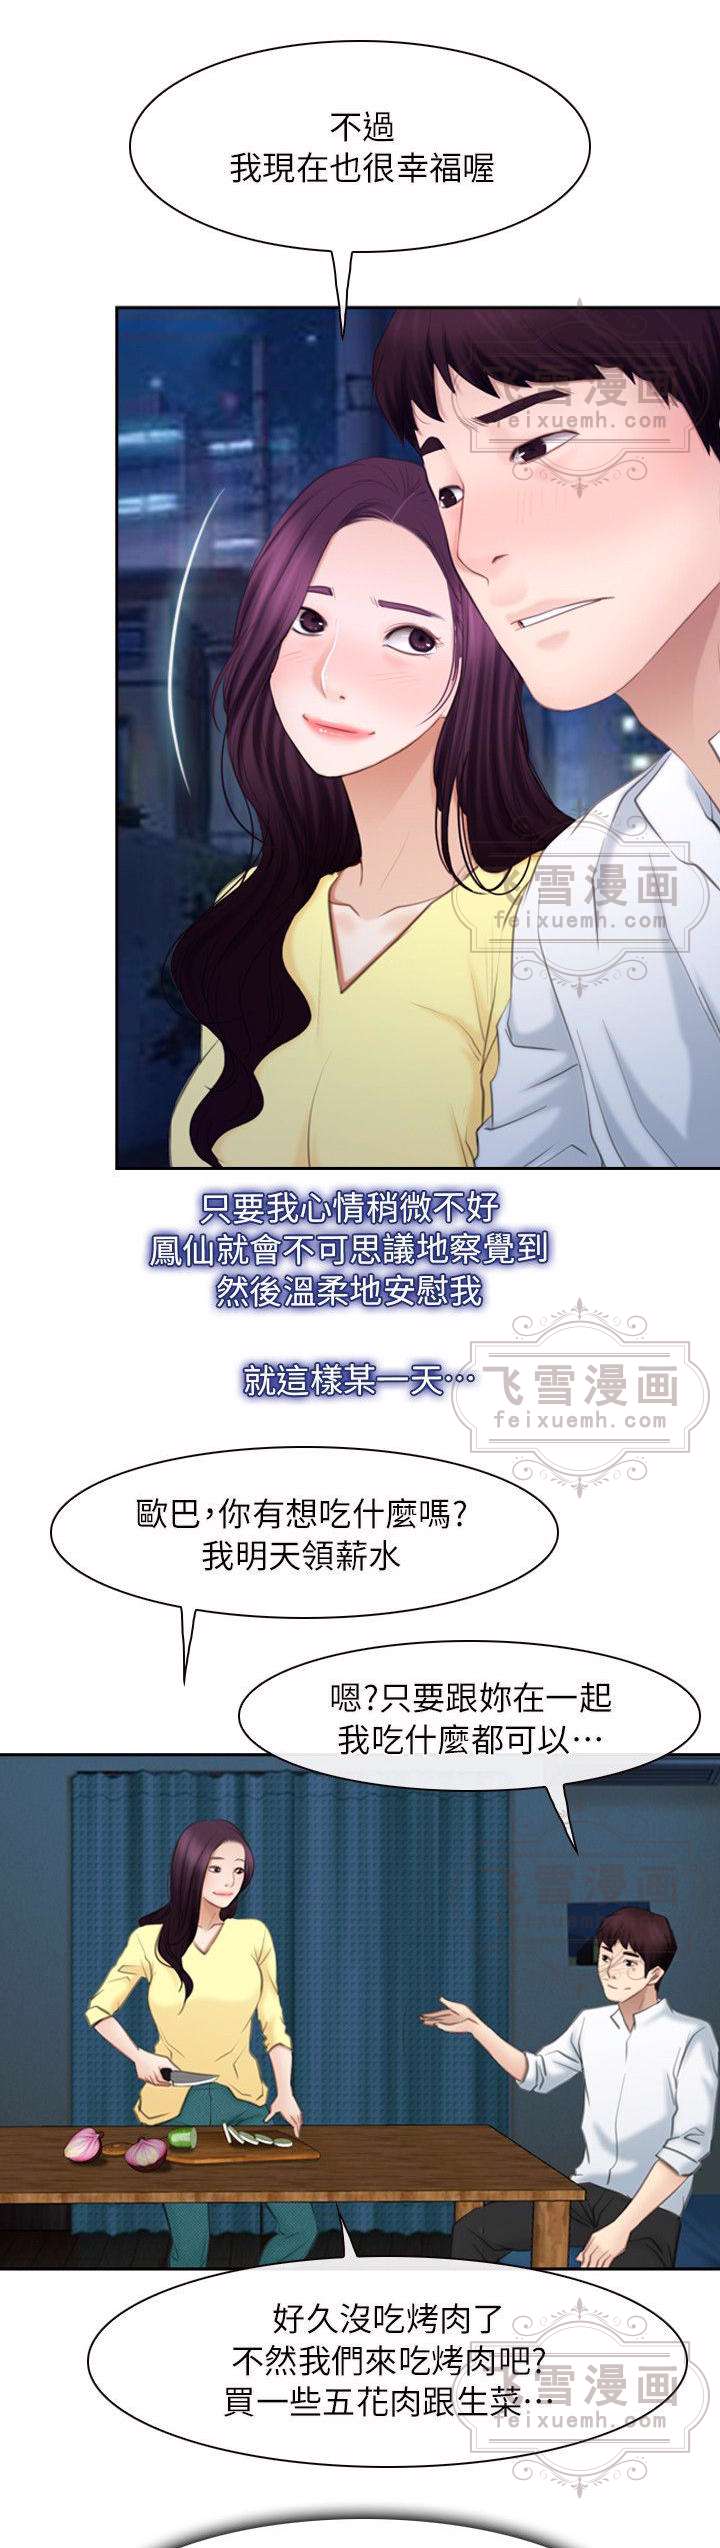 不過
我現在也很幸福喔
飞雪漫画
feixuemh.com
飞雪漫画
feixuemh.com
只要我心情稍微不好
鳳仙就會不可思議地察覺到
然後溫柔地安慰我
就這樣某一天…
飞雪漫画
feixuemh.com
歐巴，你有想吃什麼嗎?
我明天領薪水
嗯?只要跟妳在一起
我吃什麼都可以…
飞雪漫画
feixuemh.com
好久沒吃烤肉了
不然我們來吃烤肉吧?
買一些五花肉跟生菜…
飞雪漫画
feixuemh.com